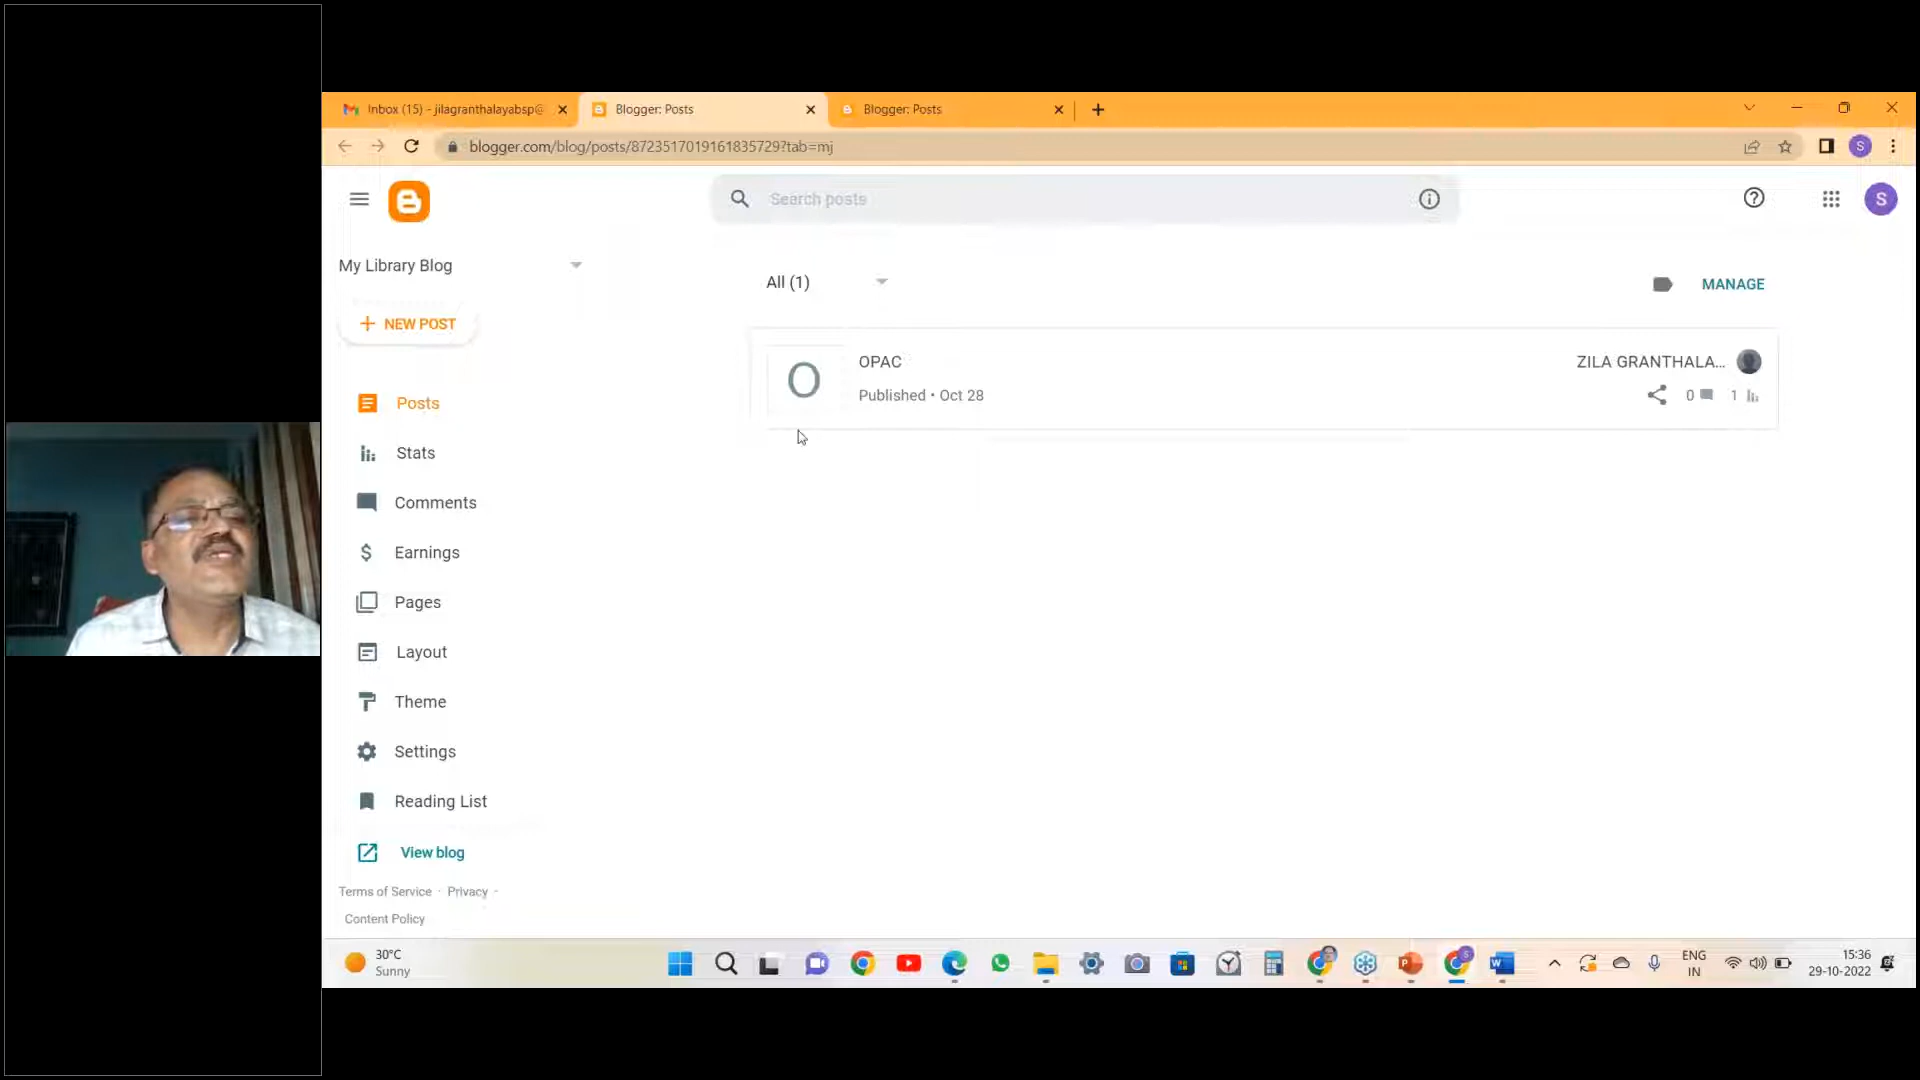 Inbox (15) - jilagranthalayabsp@
Blogger: Posts
Blogger: Posts
blogger.com/blog/posts/8723517019161835729?tab=mj
S
Search posts
S
My Library Blog
NEW POST
Posts
Stats
Comments
Earnings
Pages
Layout
Theme
Settings
Reading List
View blog
Terms of Service · Privacy ·
Content Policy
All (1)
MANAGE
O
OPAC
Published • Oct 28
ZILA GRANTHALA...
0
1
30°C
Sunny
ENG
IN
15:36
29-10-2022